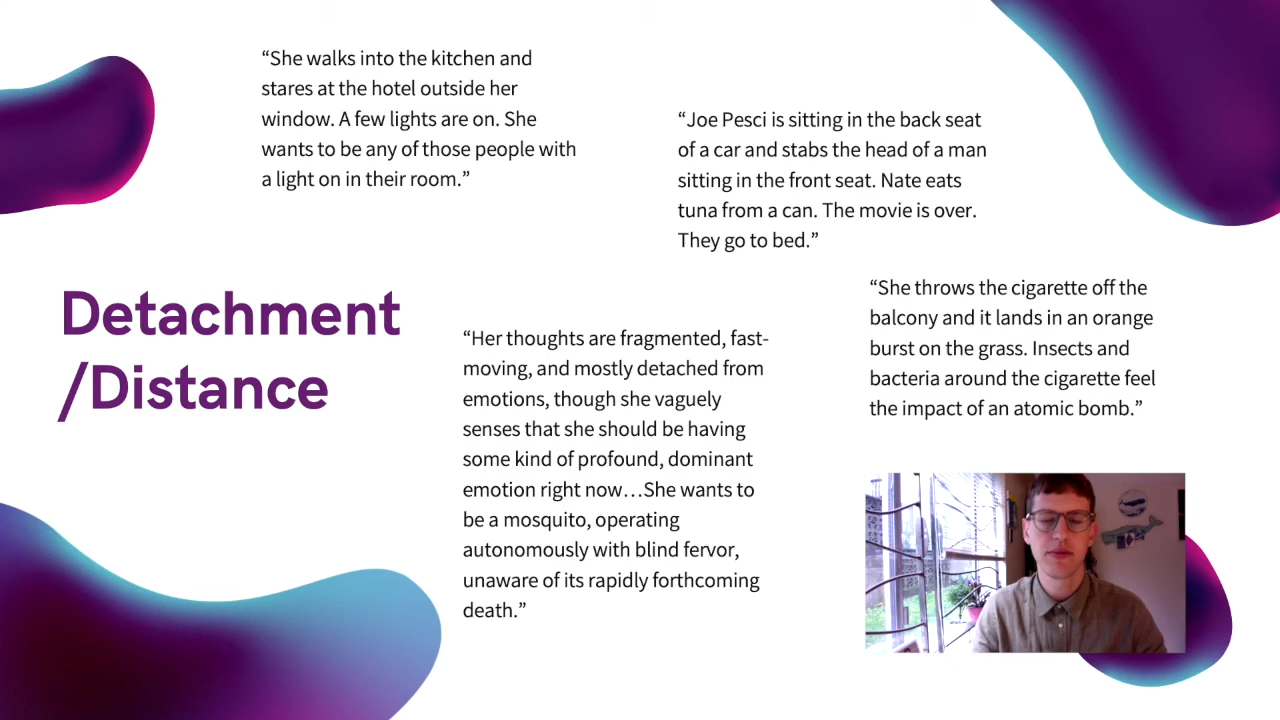 “She walks into the kitchen and
stares at the hotel outside her
window. A few lights are on. She
wants to be any of those people with
a light on in their room.”
“Joe Pesci is sitting in the back seat
of a car and stabs the head of a man
sitting in the front seat. Nate eats
tuna from a can. The movie is over.
They go to bed.”
Detachment
/Distance
“Her thoughts are fragmented, fast-
moving, and mostly detached from
emotions, though she vaguely
senses that she should be having
some kind of profound, dominant
emotion right now…She wants to
be a mosquito, operating
autonomously with blind fervor,
unaware of its rapidly forthcoming
death.”
“She throws the cigarette off the
balcony and it lands in an orange
burst on the grass. Insects and
bacteria around the cigarette feel
the impact of an atomic bomb.”